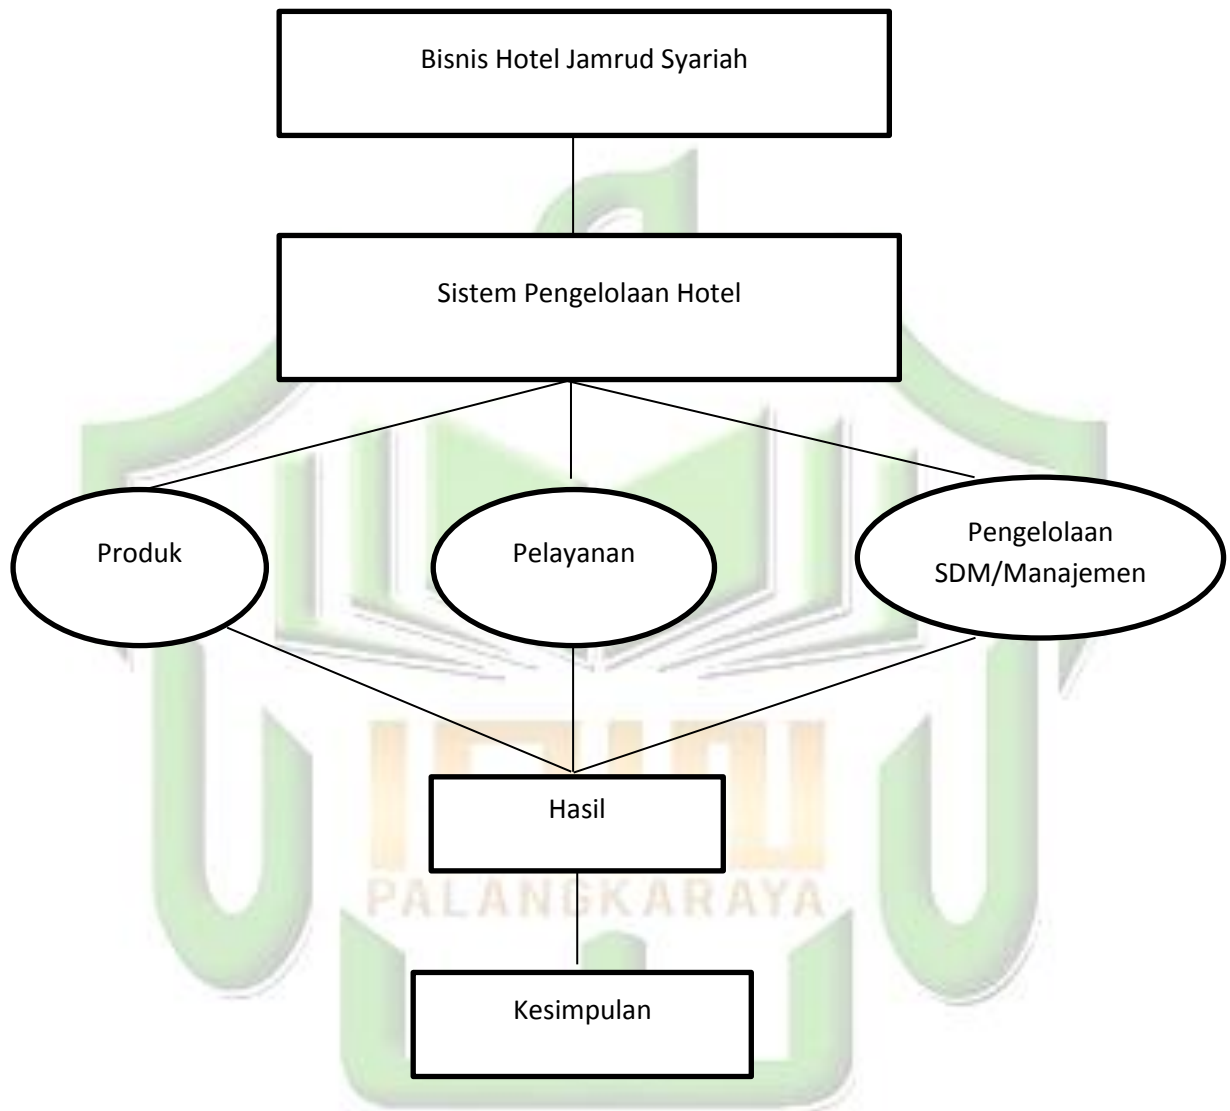 Bisnis Hotel Jamrud Syariah
Sistem Pengelolaan Hotel
Produk
Pelayanan
Pengelolaan
SDM/Manajemen
Hasil
PALANGKARAYA
Kesimpulan